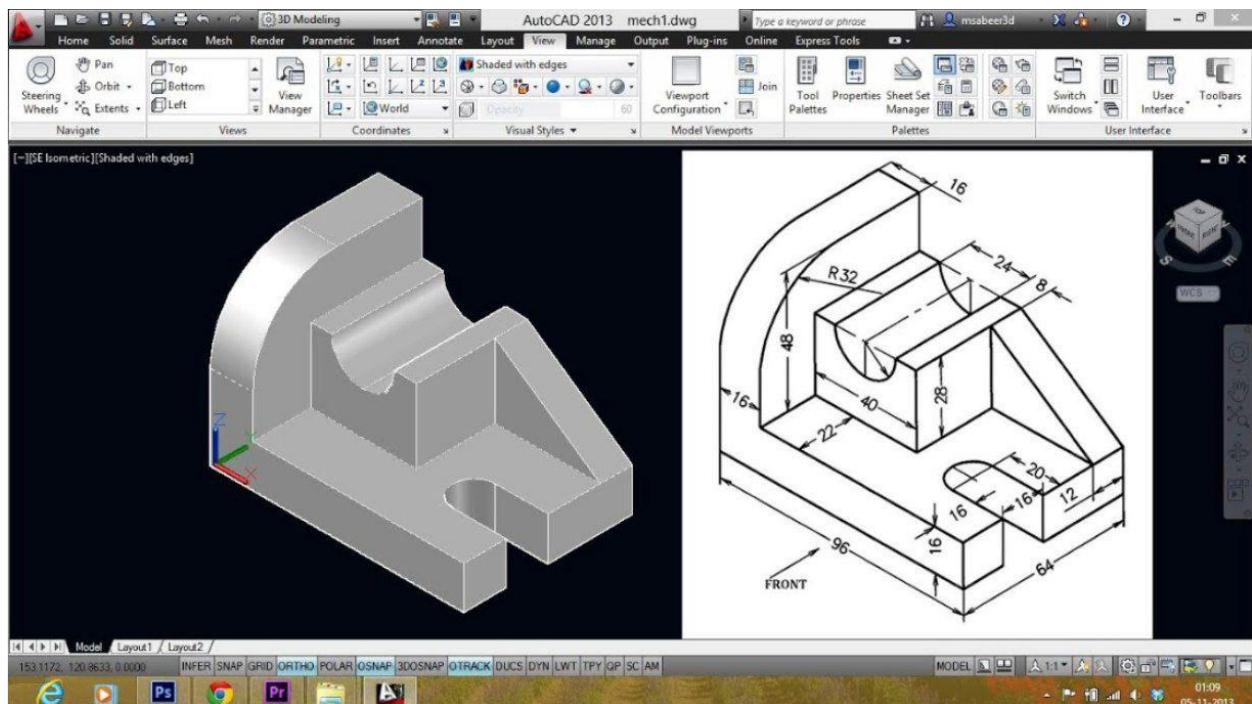 3D Modeling
AutoCAD 2013 mech1.dwg
Type a keyword or phrase
msabeer3d
Home Solid Surface Mesh Render Parametric Insert Annotate Layout View Manage Output Plug-ins Online Express Tools
Pan
Orbit
Extents
Steering Wheels
Top
Bottom
Left
View Manager
World
Shaded with edges
Opacity 60
Viewport Configuration
Join
Tool Palettes
Properties
Sheet Set Manager
Switch Windows
User Interface
Toolbars
Navigate Views Coordinates Visual Styles Model Viewports Palettes User Interface
[−][SE Isometric][Shaded with edges]
Z
X
16
R32
24
8
48
16
40
28
22
20
16
16
12
16
96
64
FRONT
TOP
S
E
WCS
Model Layout1 Layout2
153.1172, 120.8633, 0.0000 INFER SNAP GRID ORTHO POLAR OSNAP 3DOSNAP OTRACK DUCS DYN LWT TPY QP SC AM
MODEL 1:1
Ps
Pr
01:09
05-11-2013